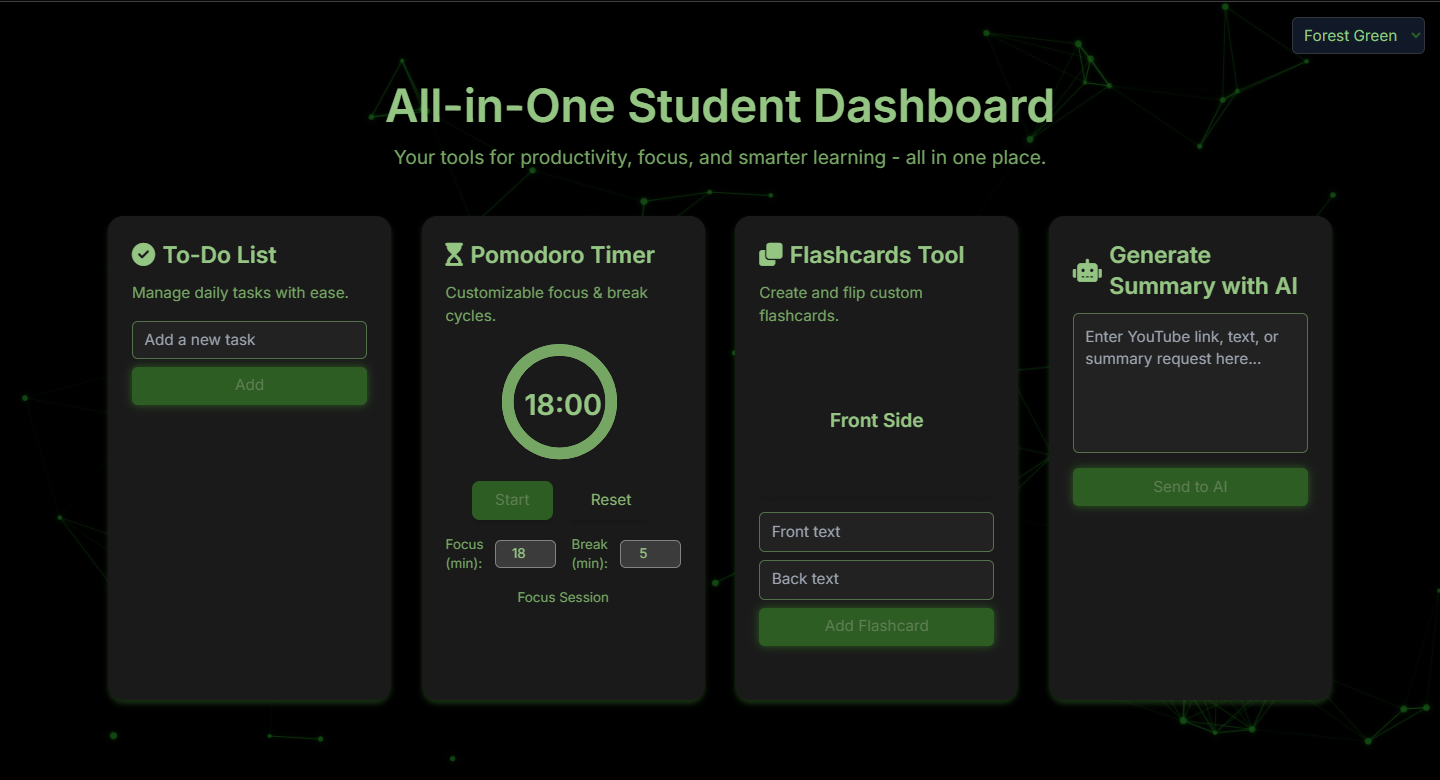 Forest Green
All-in-One Student Dashboard
Your tools for productivity, focus, and smarter learning - all in one place.
To-Do List
Manage daily tasks with ease.
Add a new task
Add
Pomodoro Timer
Customizable focus & break
cycles.
18:00
Start
Reset
Focus
(min):
18
Break
(min):
5
Focus Session
Flashcards Tool
Create and flip custom
flashcards.
Front Side
Front text
Back text
Add Flashcard
Generate
Summary with AI
Enter YouTube link, text, or
summary request here...
Send to AI